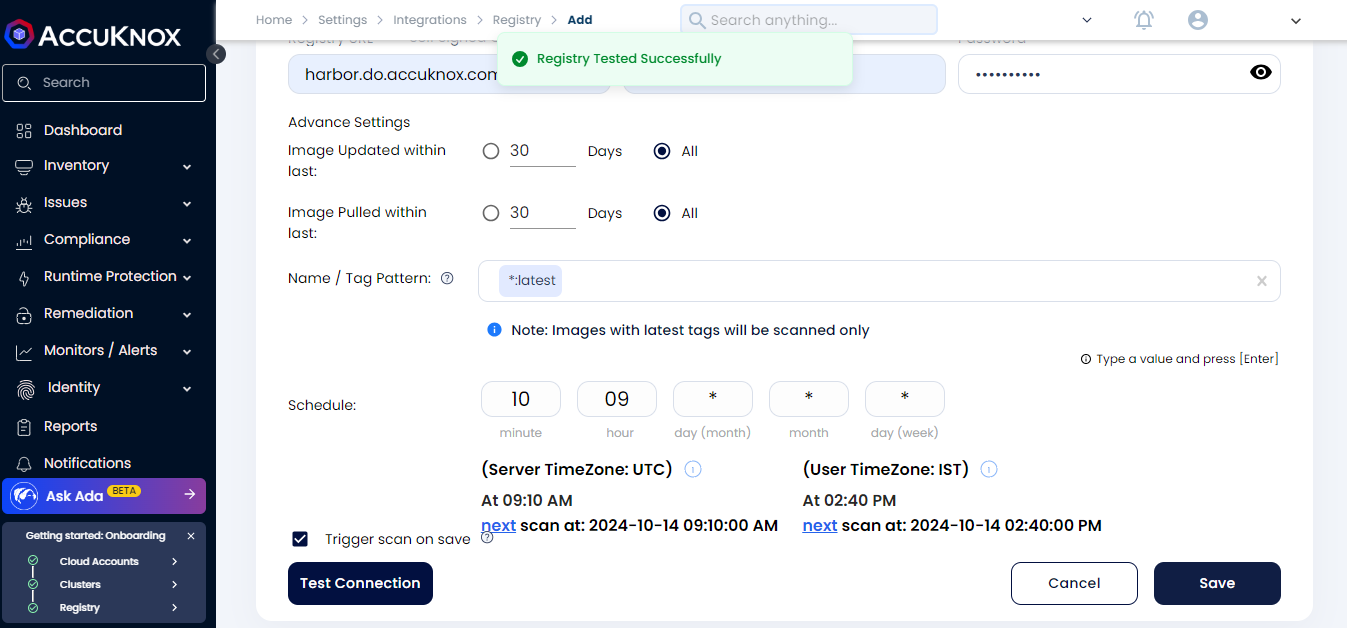 ACCUKNOX
Search
Dashboard
Inventory
Issues
Compliance
Runtime Protection
Remediation
Monitors / Alerts
Identity
Reports
Notifications
Ask Ada BETA
Getting started: Onboarding
Cloud Accounts
Clusters
Registry
Home > Settings > Integrations > Registry > Add
Search anything...
Registry Tested Successfully
Registry URL
Password
harbor.do.accuknox.com
••••••••••
Advance Settings
Image Updated within last: 30 Days All
Image Pulled within last: 30 Days All
Name / Tag Pattern: *:latest
Note: Images with latest tags will be scanned only
Type a value and press [Enter]
Schedule: 10 09 * * *
minute hour day (month) month day (week)
(Server TimeZone: UTC) (User TimeZone: IST)
At 09:10 AM At 02:40 PM
next scan at: 2024-10-14 09:10:00 AM next scan at: 2024-10-14 02:40:00 PM
Trigger scan on save
Test Connection Cancel Save